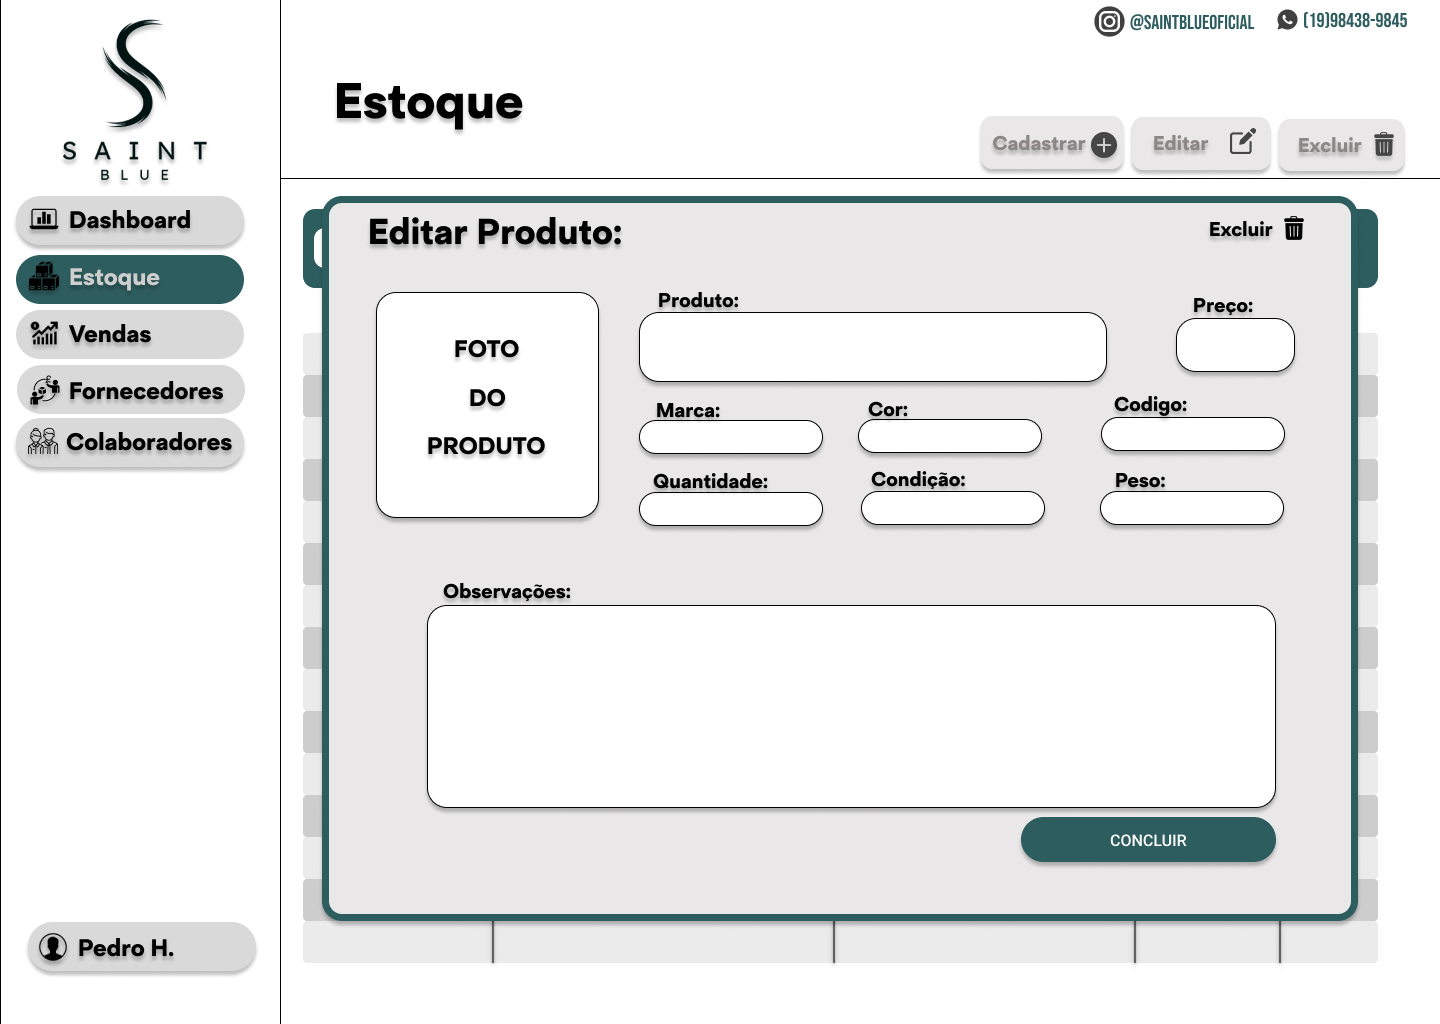 @SAINTBLUEOFICIAL
(19)98438-9845
SAINT
BLUE
Estoque
Cadastrar
Editar
Excluir
Dashboard
Estoque
Vendas
Fornecedores
Colaboradores
Pedro H.
Editar Produto:
Excluir
FOTO
DO
PRODUTO
Produto:
Preço:
Marca:
Cor:
Codigo:
Quantidade:
Condição:
Peso:
Observações:
CONCLUIR